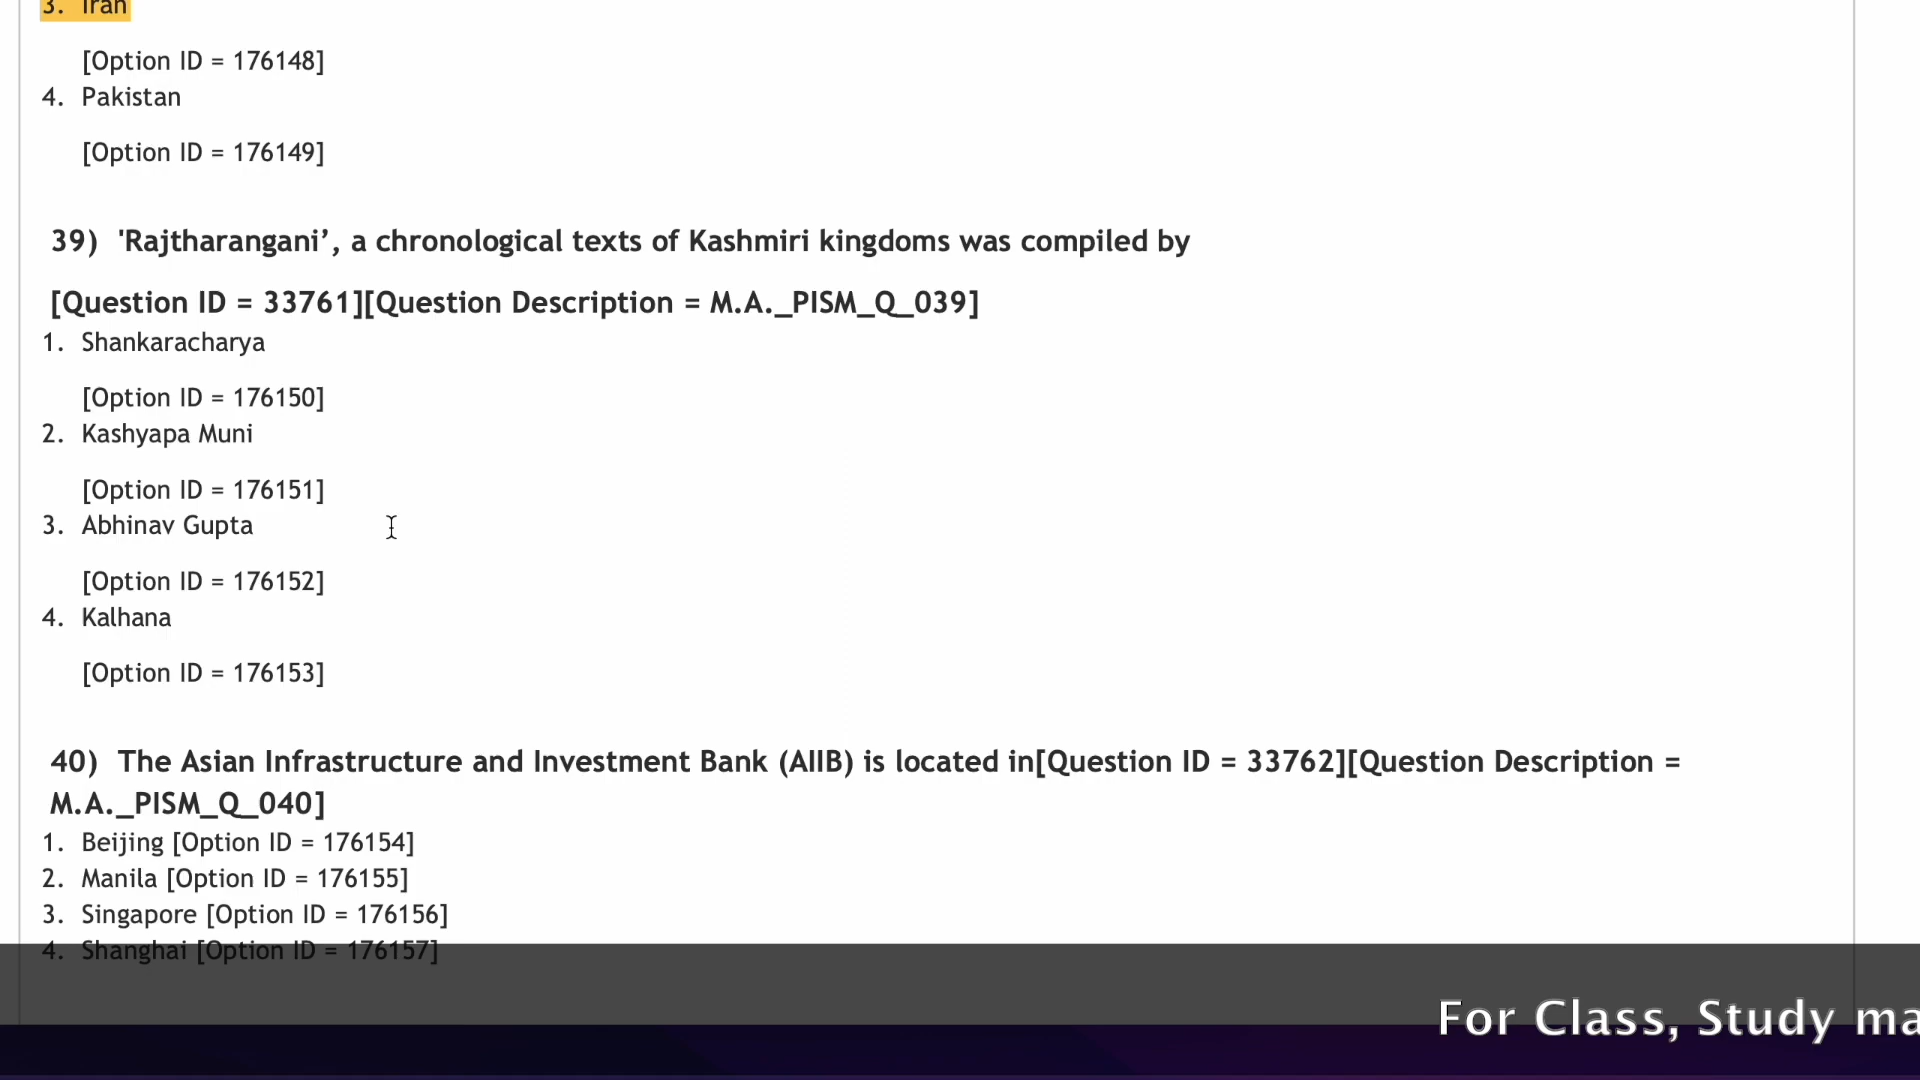 3. Iran
[Option ID = 176148]
4. Pakistan
[Option ID = 176149]
39) 'Rajtharangani’, a chronological texts of Kashmiri kingdoms was compiled by
[Question ID = 33761][Question Description = M.A._PISM_Q_039]
1. Shankaracharya
[Option ID = 176150]
2. Kashyapa Muni
[Option ID = 176151]
3. Abhinav Gupta
[Option ID = 176152]
4. Kalhana
[Option ID = 176153]
40) The Asian Infrastructure and Investment Bank (AIIB) is located in[Question ID = 33762][Question Description =
M.A._PISM_Q_040]
1. Beijing [Option ID = 176154]
2. Manila [Option ID = 176155]
3. Singapore [Option ID = 176156]
4. Shanghai [Option ID = 176157]
For Class, Study ma